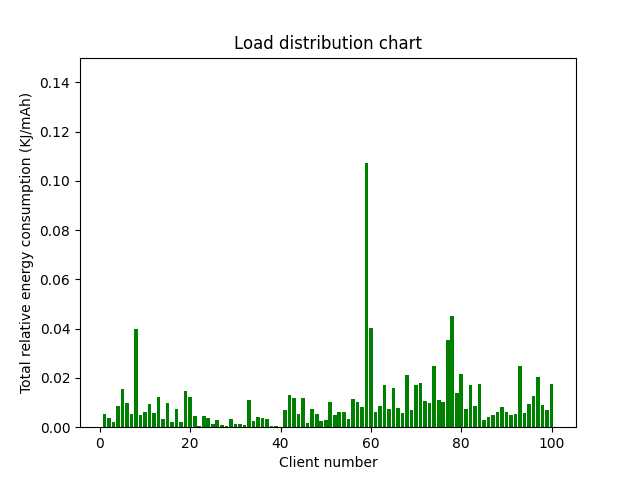 Load distribution chart
Total relative energy consumption (KJ/mAh)
0.14
0.12
0.10
0.08
0.06
0.04
0.02
0.00
0 20 40 60 80 100
Client number